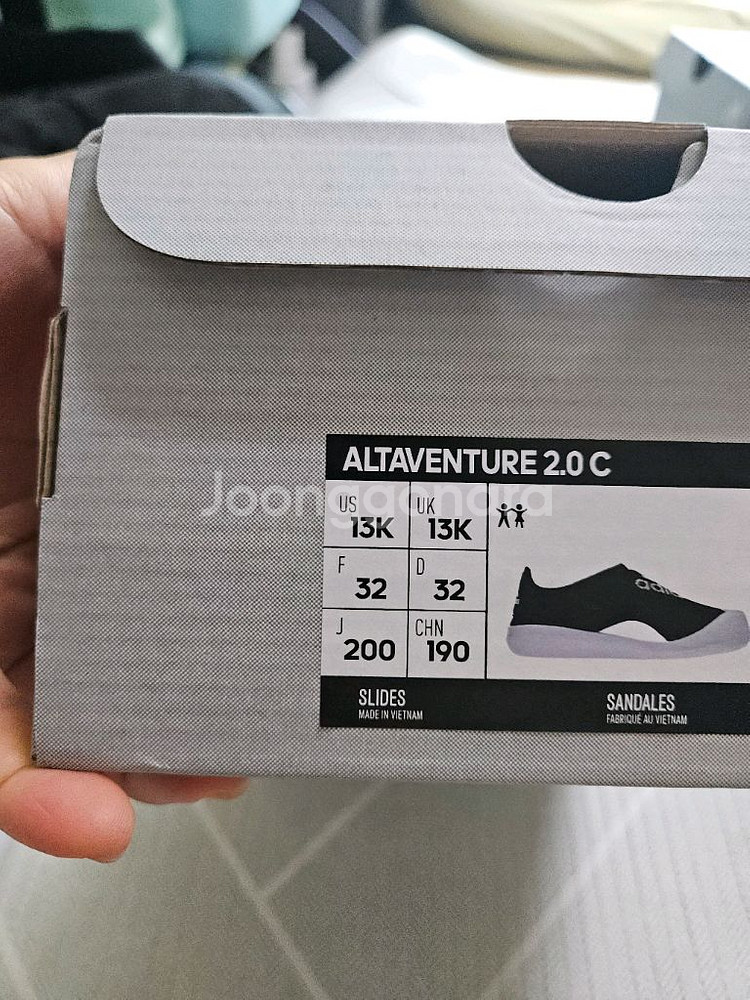 ALTAVENTURE 2.0 C
US 13K UK 13K
F 32 D 32
J 200 CHN 190
SLIDES
MADE IN VIETNAM
SANDALES
FABRIQUÉ AU VIETNAM
Joonggonara